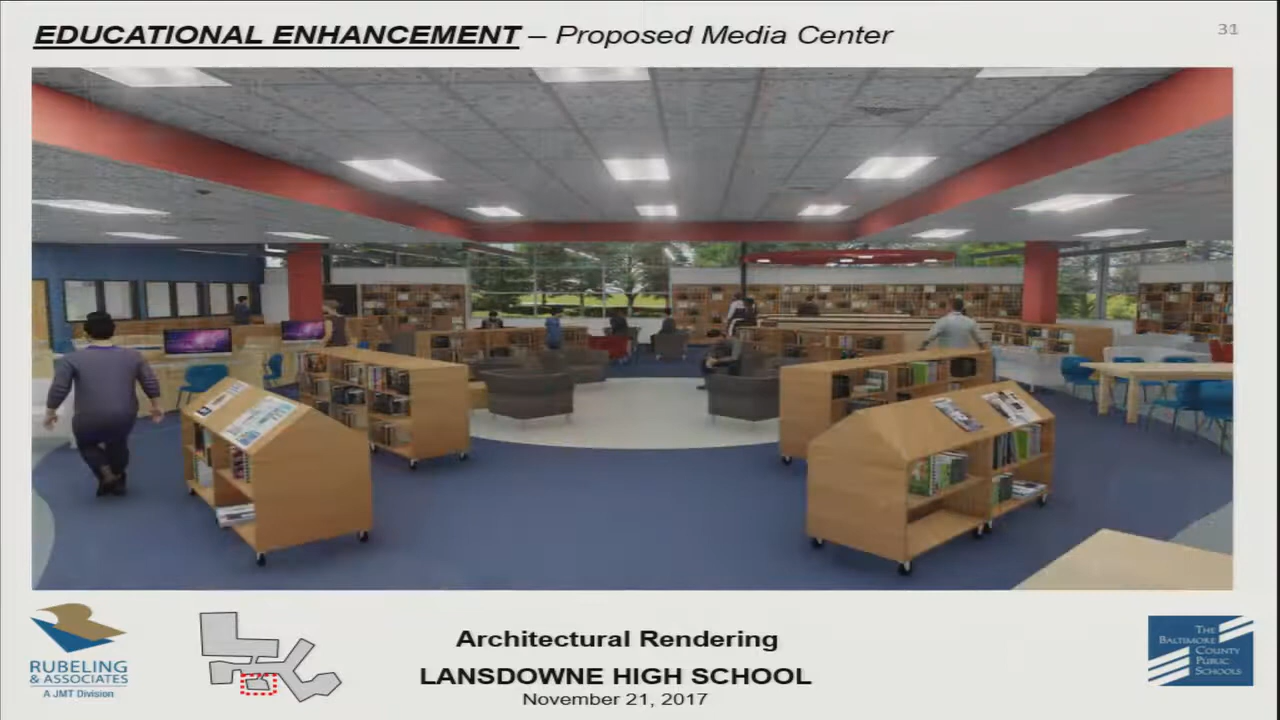 EDUCATIONAL ENHANCEMENT – Proposed Media Center
31
RUBELING
& ASSOCIATES
A JMT Division
Architectural Rendering
LANSDOWNE HIGH SCHOOL
November 21, 2017
THE
BALTIMORE
COUNTY
PUBLIC
SCHOOLS